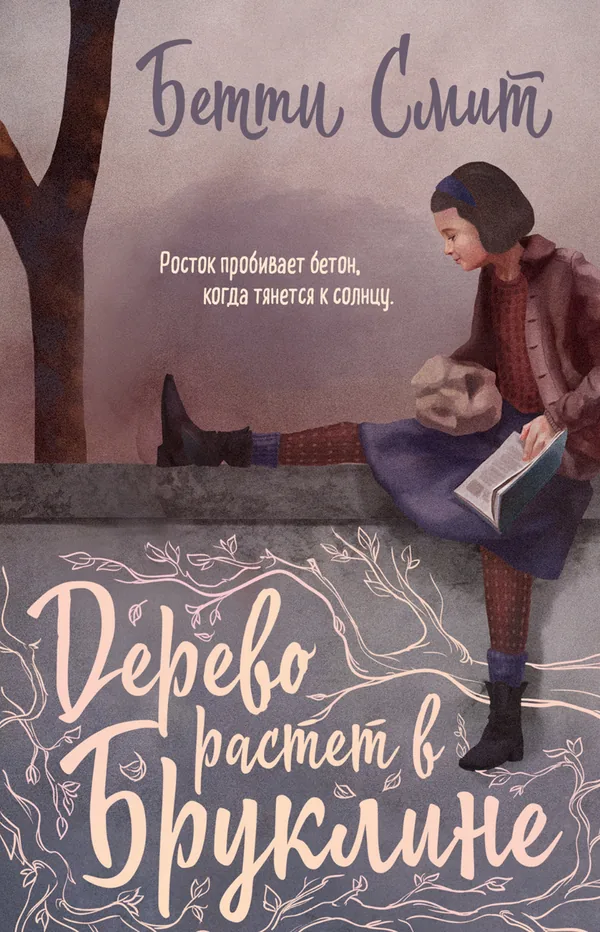 Бетти Смит
Росток пробивает бетон,
когда тянется к солнцу.
Дерево
растет в
Бруклине